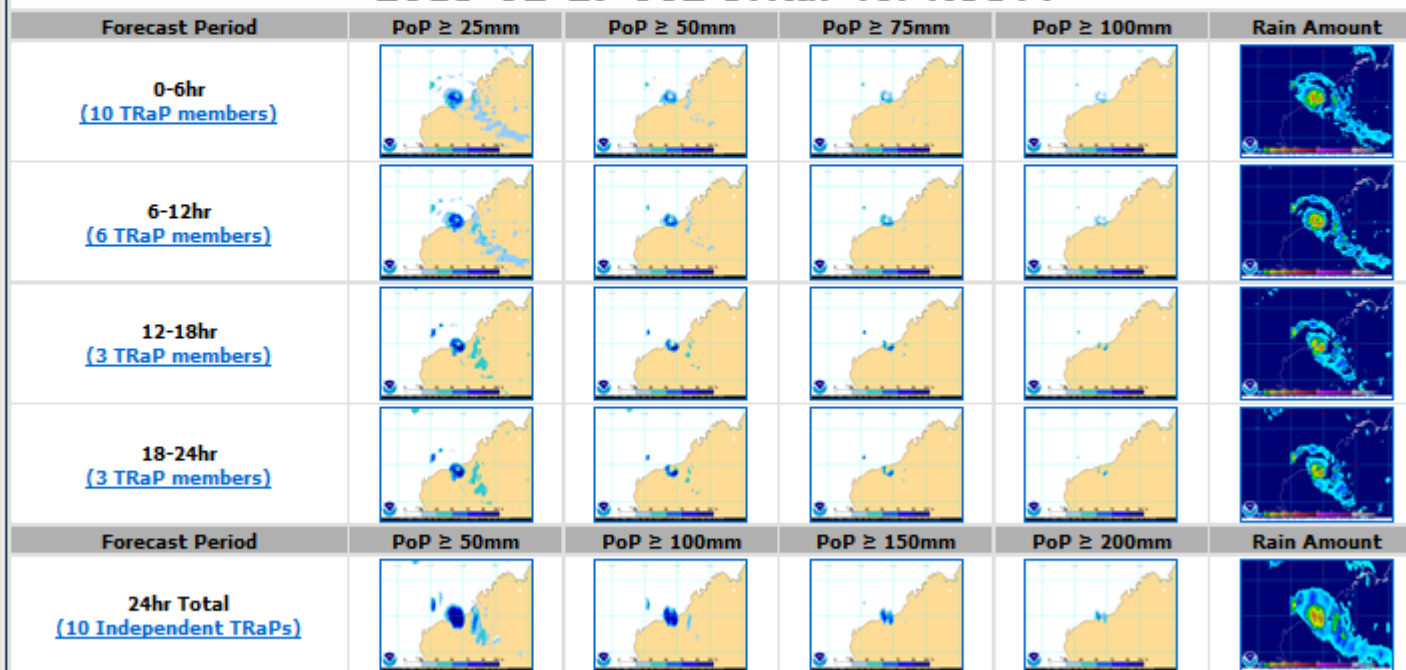 Forecast Period PoP ≥ 25mm PoP ≥ 50mm PoP ≥ 75mm PoP ≥ 100mm Rain Amount
0-6hr
(10 TRaP members)
6-12hr
(6 TRaP members)
12-18hr
(3 TRaP members)
18-24hr
(3 TRaP members)
Forecast Period PoP ≥ 50mm PoP ≥ 100mm PoP ≥ 150mm PoP ≥ 200mm Rain Amount
24hr Total
(10 Independent TRaPs)